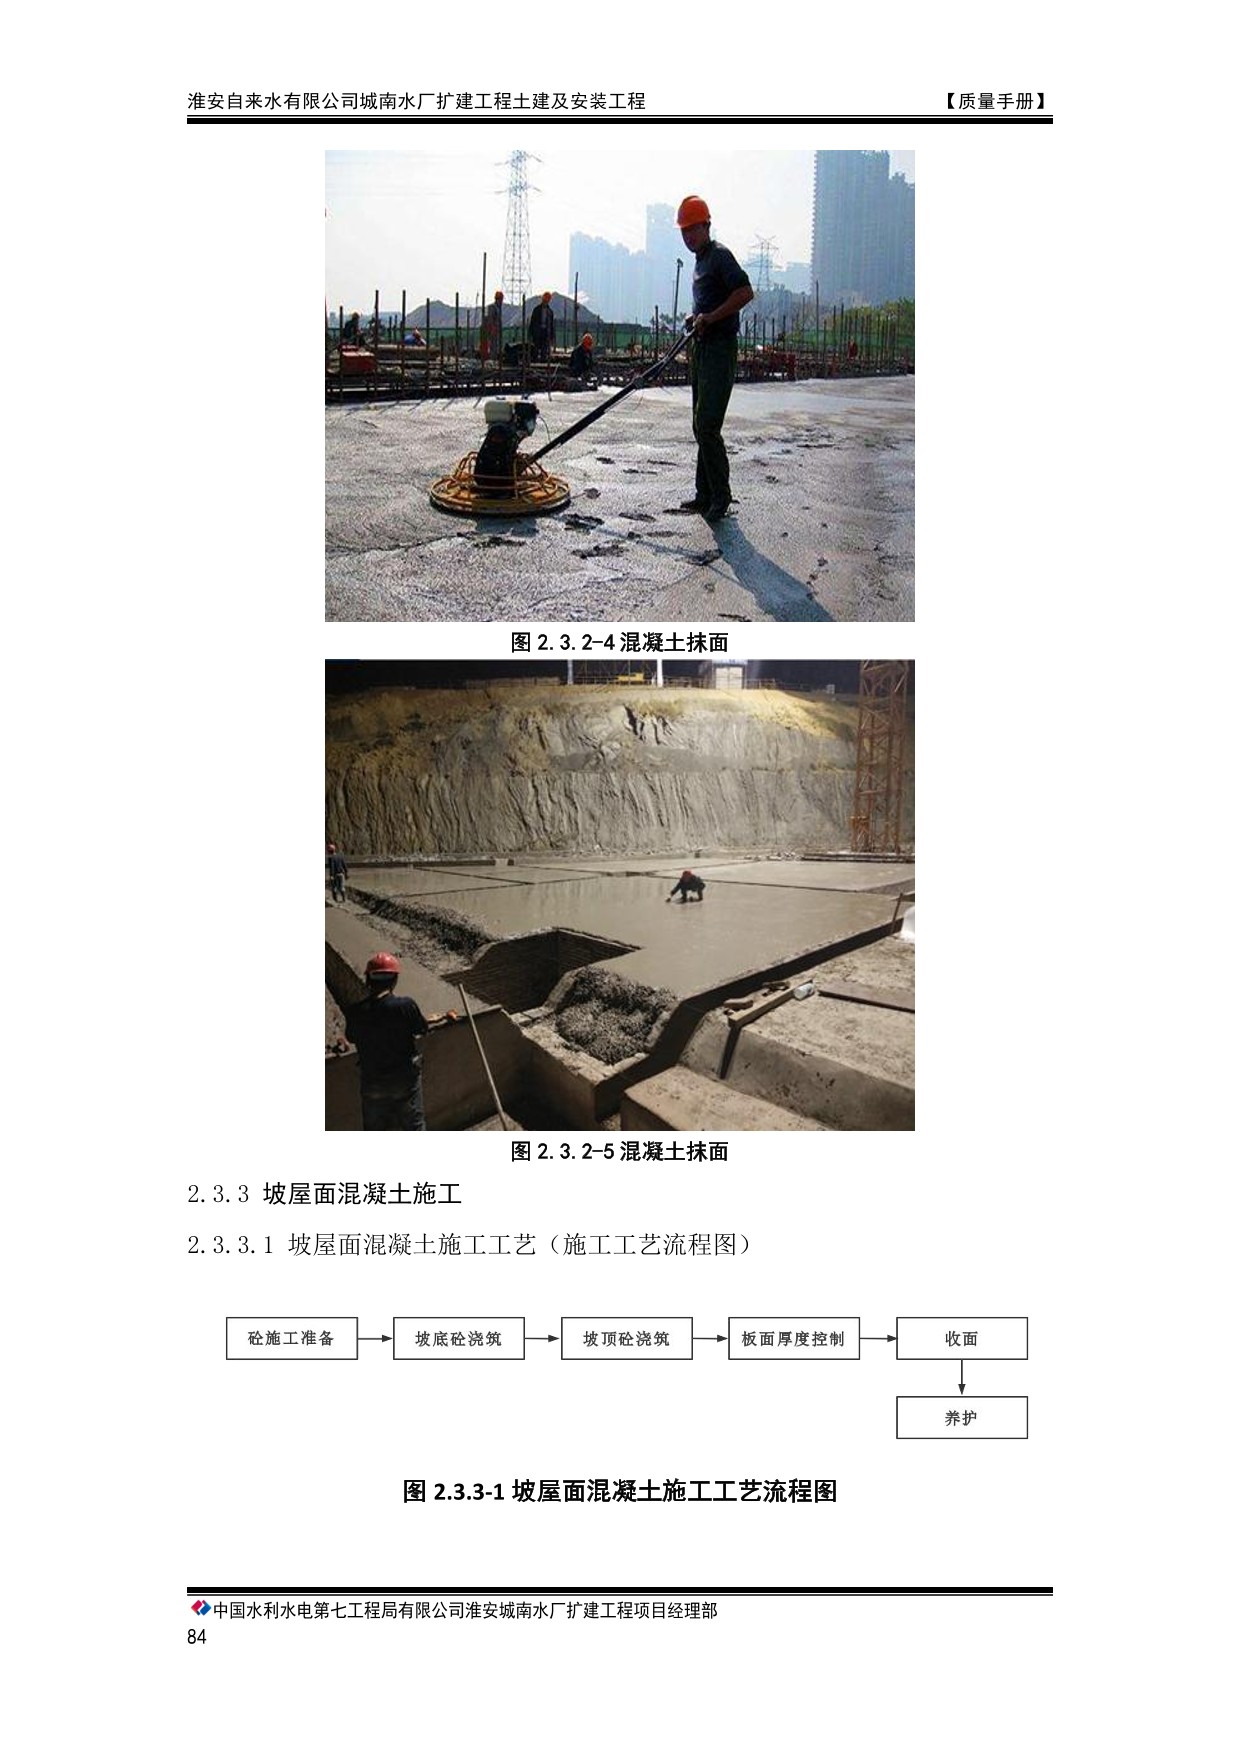 淮安自来水有限公司城南水厂扩建工程土建及安装工程 【质量手册】
图 2.3.2-4 混凝土抹面
图 2.3.2-5 混凝土抹面
2.3.3 坡屋面混凝土施工
2.3.3.1 坡屋面混凝土施工工艺（施工工艺流程图）
砼施工准备 坡底砼浇筑 坡顶砼浇筑 板面厚度控制 收面
养护
图 2.3.3-1 坡屋面混凝土施工工艺流程图
中国水利水电第七工程局有限公司淮安城南水厂扩建工程项目经理部
84